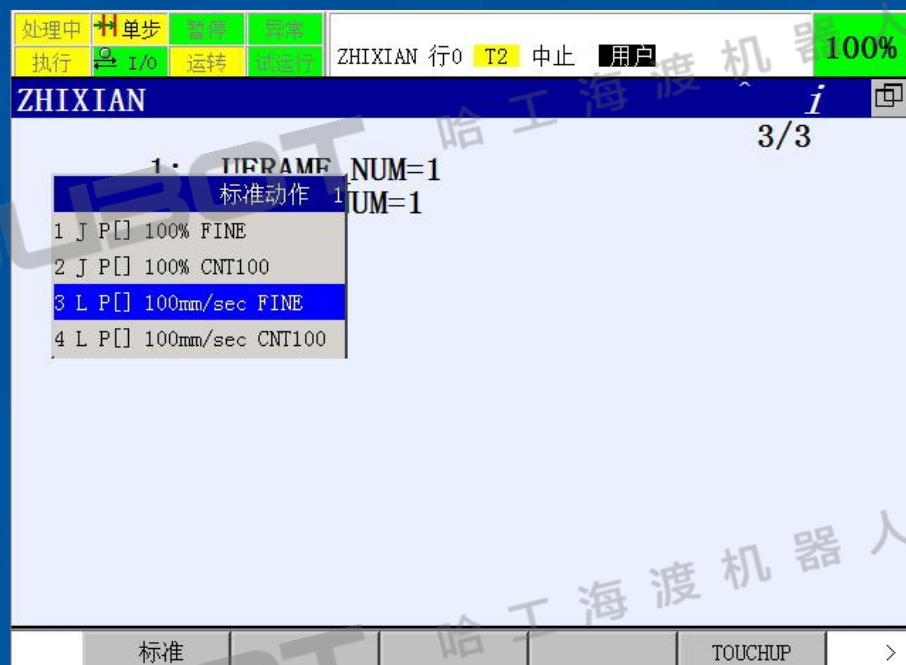 处理中 单步 暂停 异常
执行 I/O 运转 试运行 ZHIXIAN 行0 T2 中止 用户 100%
ZHIXIAN
3/3
1: UFRAME_NUM=1
标准动作 1 NUM=1
1 J P[] 100% FINE
2 J P[] 100% CNT100
3 L P[] 100mm/sec FINE
4 L P[] 100mm/sec CNT100
哈工海渡机器人
哈工海渡机器人
标准 TOUCHUP >